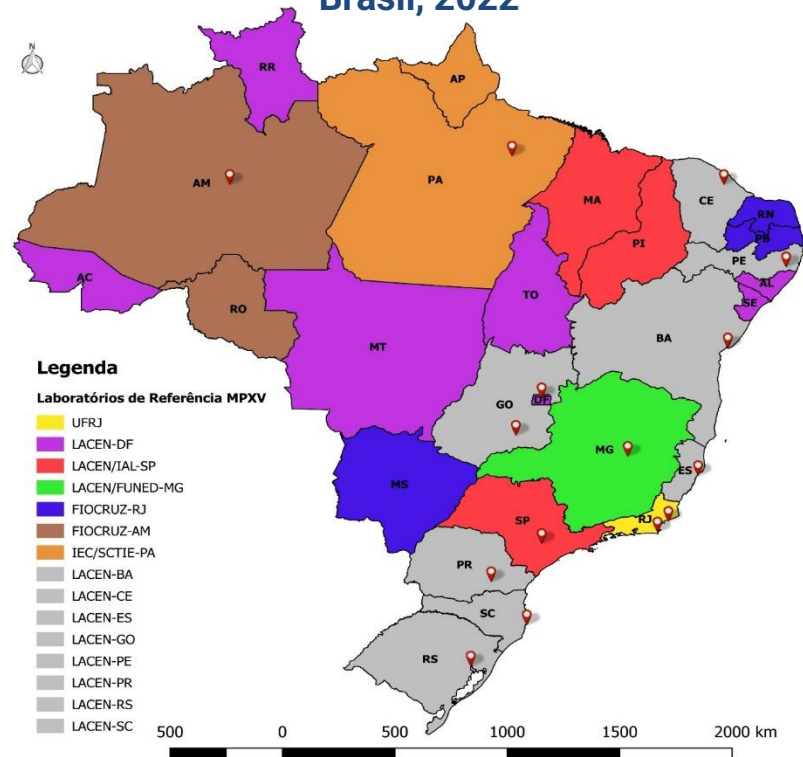 Brasil, 2022
N
RR
AP
AM
PA
MA
CE
RN
PB
PI
PE
AC
AL
TO
SE
RO
BA
MT
Legenda
Laboratórios de Referência MPXV
DF
GO
UFRJ
LACEN-DF
MG
LACEN/IAL-SP
ES
LACEN/FUNED-MG
MS
FIOCRUZ-RJ
SP
RJ
FIOCRUZ-AM
IEC/SCTIE-PA
PR
LACEN-BA
LACEN-CE
SC
LACEN-ES
LACEN-GO
RS
LACEN-PE
LACEN-PR
LACEN-RS
LACEN-SC
500 0 500 1000 1500 2000 km